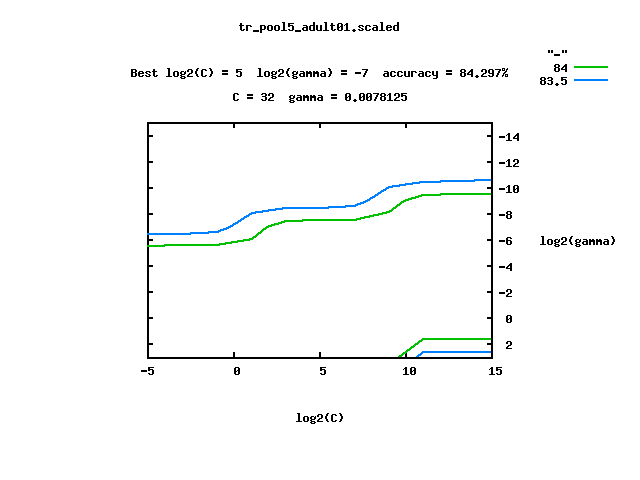 tr_pool5_adult01.scaled
"-"
Best log2(C) = 5  log2(gamma) = -7  accuracy = 84.297%
84
83.5
C = 32  gamma = 0.0078125
-14
-12
-10
-8
-6
log2(gamma)
-4
-2
0
2
-5 0 5 10 15
log2(C)